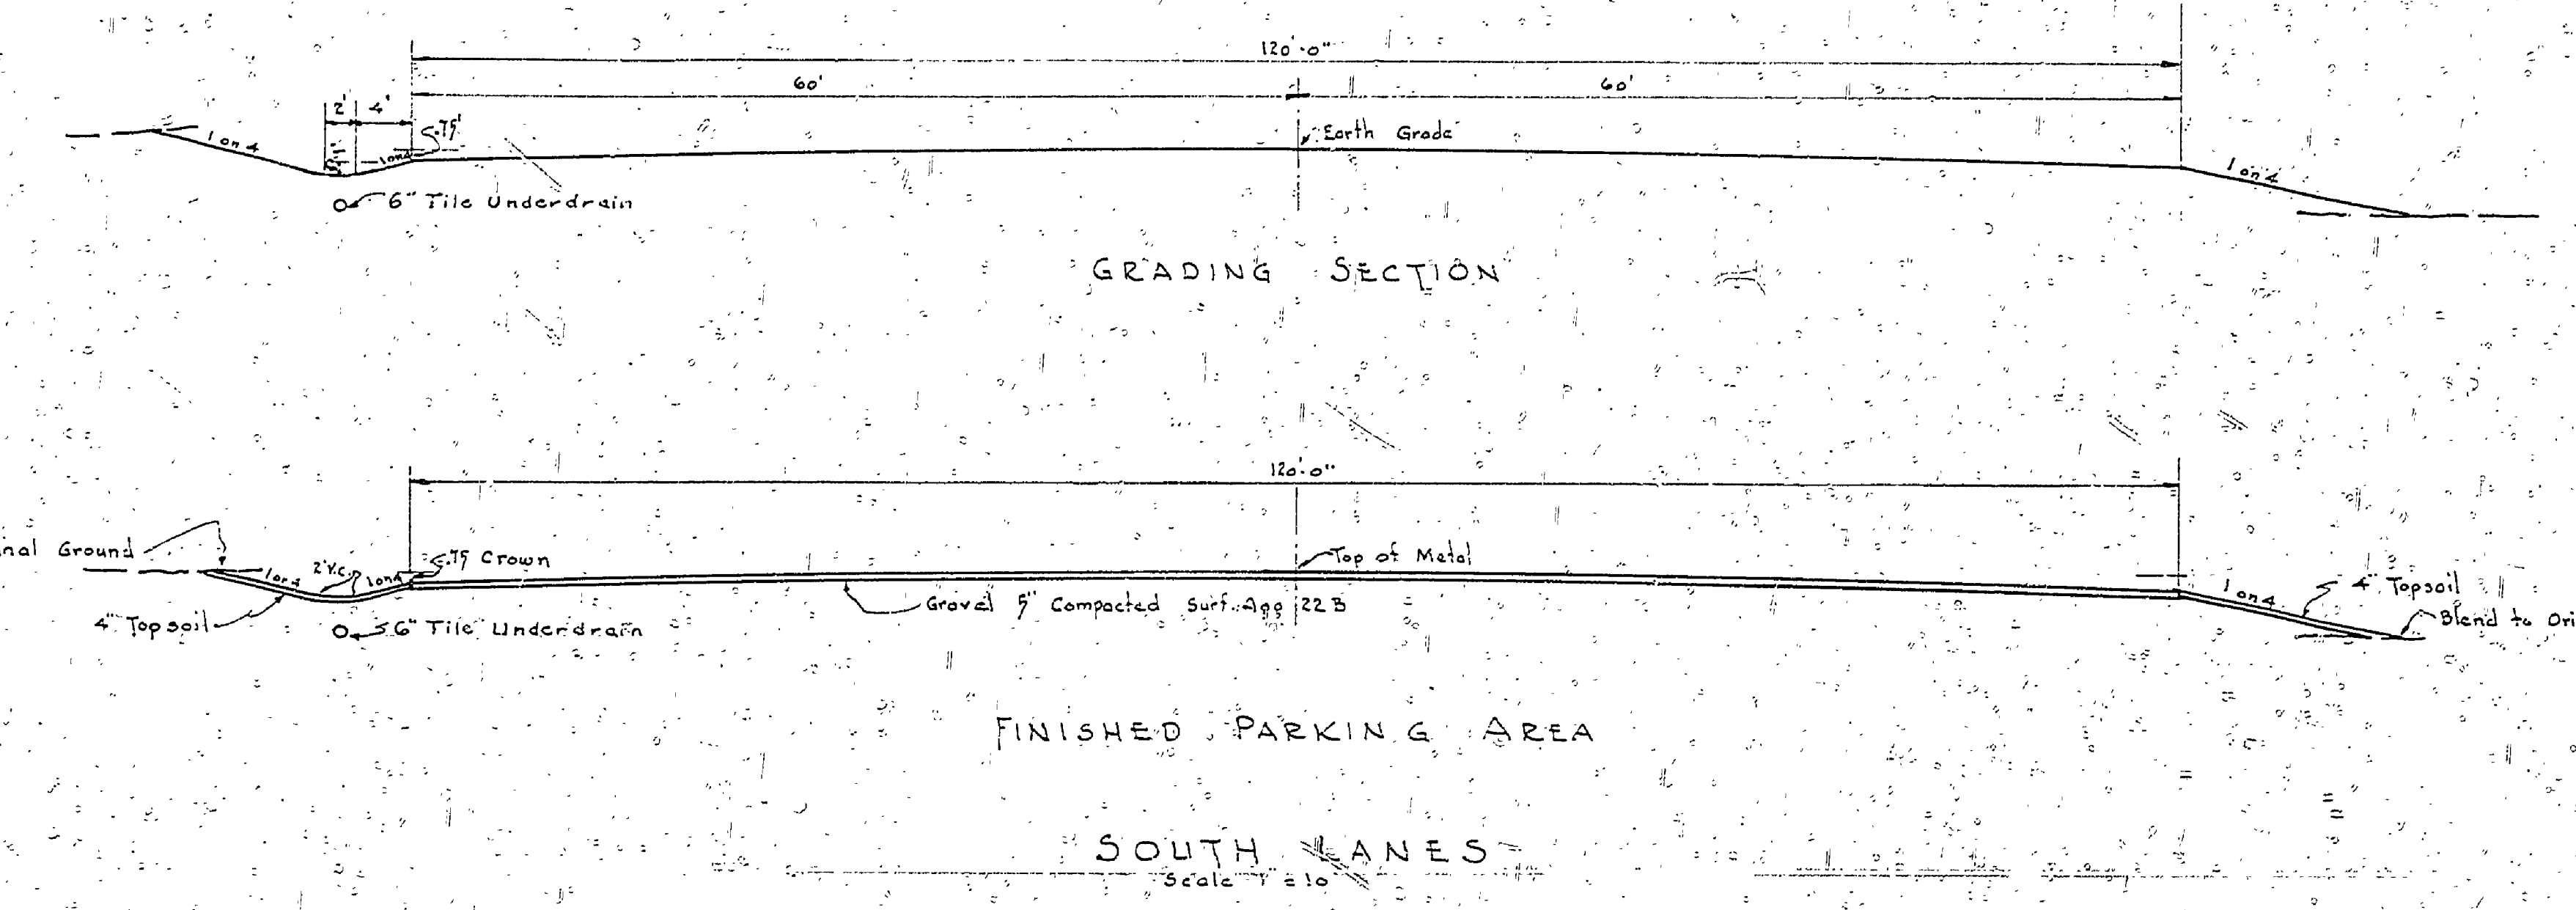 120'-0"
60' 60'
2' 4'
.75'
1 on 4
1 on 4
Earth Grade
1 on 4
6" Tile Underdrain
GRADING SECTION
120'-0"
nal Ground
.75 Crown
Top of Metal
1 on 4 2' V.C. 1 on 4
1 on 4
4" Topsoil
Gravel 5" Compacted Surf. Agg 22 B
4" Topsoil
6" Tile Underdrain
Blend to Ori
FINISHED PARKING AREA
SOUTH LANES
Scale 1" = 10'